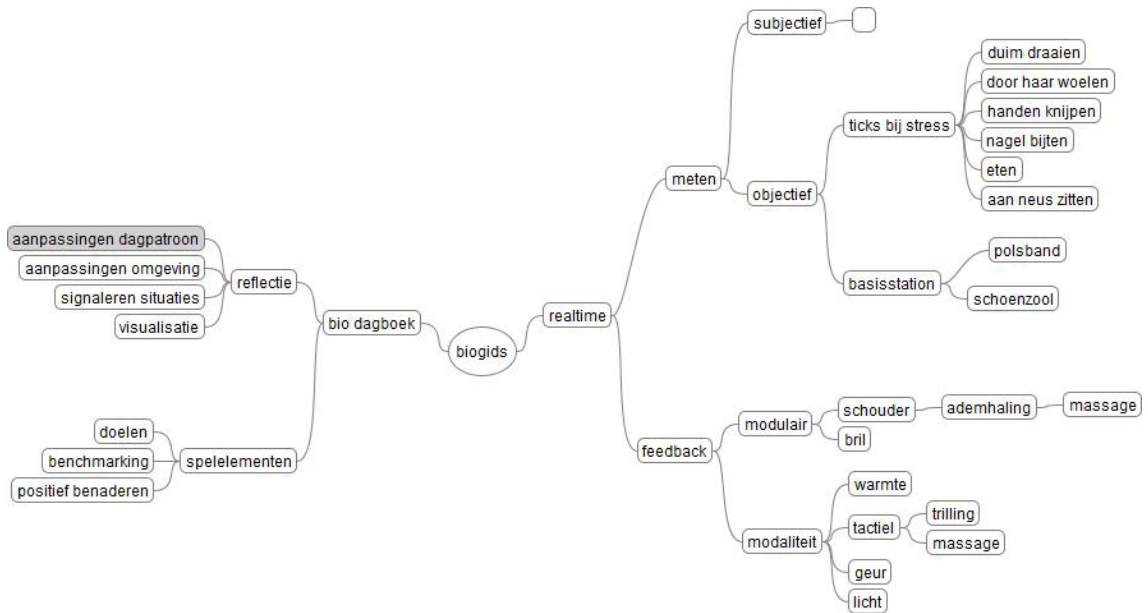 subjectief
duim draaien
door haar woelen
ticks bij stress
handen knijpen
nagel bijten
meten
eten
objectief
aan neus zitten
aanpassingen dagpatroon
polsband
aanpassingen omgeving
reflectie
basisstation
signaleren situaties
schoenzool
realtime
visualisatie
bio dagboek
biogids
massage
schouder
ademhaling
modulair
doelen
bril
feedback
benchmarking
spelelementen
warmte
positief benaderen
trilling
tactiel
modaliteit
massage
geur
licht